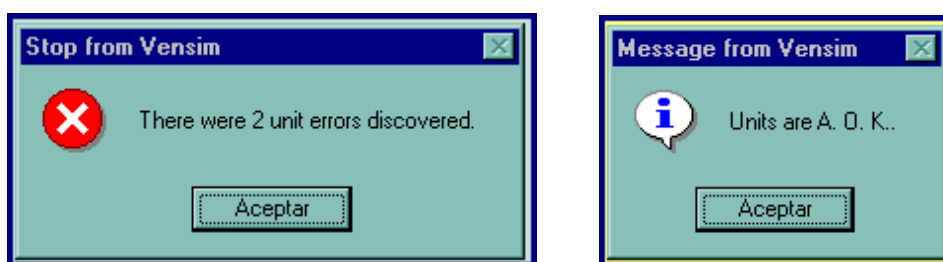 Stop from Vensim
There were 2 unit errors discovered.
Aceptar
Message from Vensim
Units are A. O. K..
Aceptar